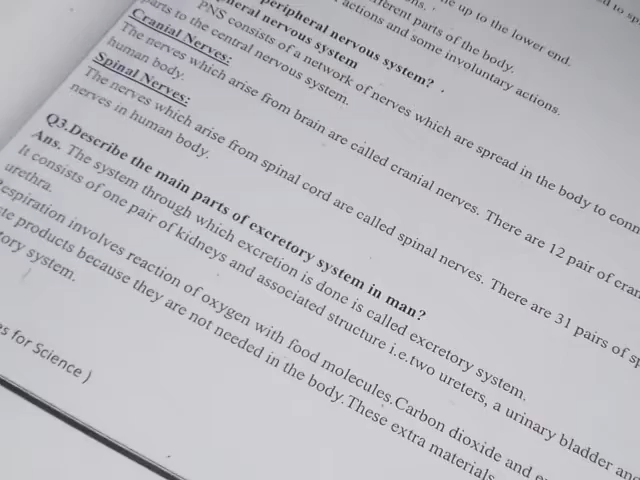 up to the lower end.
actions and some involuntary actions.
different parts of the body.
peripheral nervous system?
peripheral nervous system
PNS consists of a network of nerves which are spread in the body to conn
parts to the central nervous system.
Cranial Nerves:
The nerves which arise from brain are called cranial nerves. There are 12 pair of cran
human body.
Spinal Nerves:
The nerves which arise from spinal cord are called spinal nerves. There are 31 pairs of sp
nerves in human body.
Q3.Describe the main parts of excretory system in man?
Ans. The system through which excretion is done is called excretory system.
It consists of one pair of kidneys and associated structure i.e.two ureters, a urinary bladder and
urethra.
Respiration involves reaction of oxygen with food molecules.Carbon dioxide and
products because they are not needed in the body.These extra materials
tory system.
es for Science )